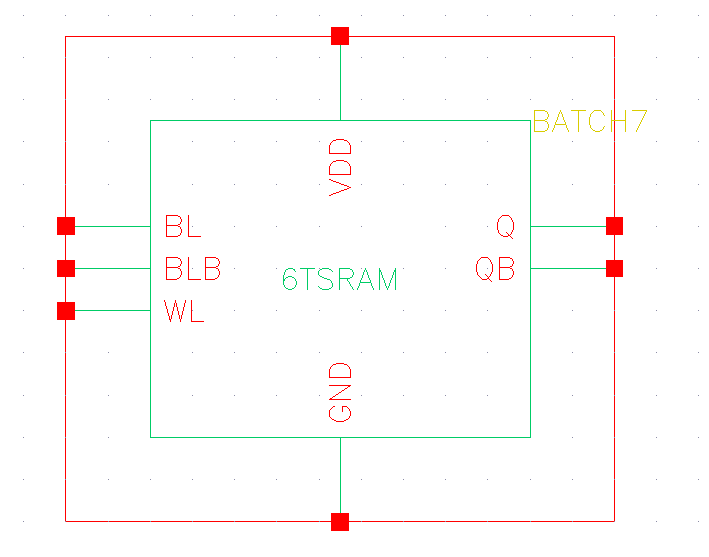 BATCH7
VDD
BL
Q
BLB
6TSRAM
QB
WL
GND